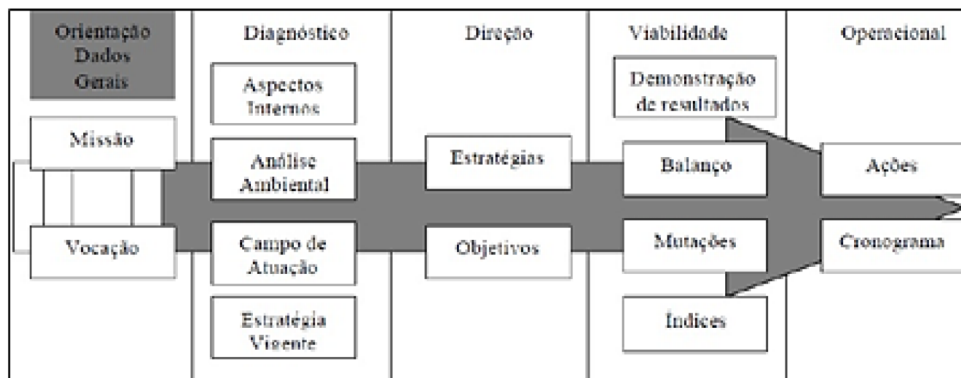 Orientação
Dados
Gerais
Missão
Vocação
Diagnóstico
Aspectos
Internos
Análise
Ambiental
Campo de
Atuação
Estratégia
Vigente
Direção
Estratégias
Objetivos
Viabilidade
Demonstração
de resultados
Balanço
Mutações
Índices
Operacional
Ações
Cronograma